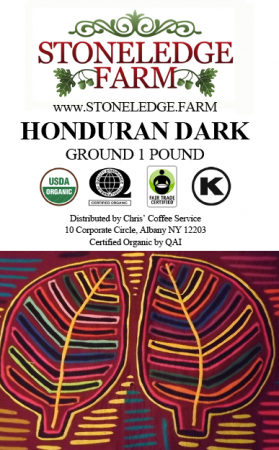 STONELEDGE
FARM
www.STONELEDGE.FARM
HONDURAN DARK
GROUND 1 POUND
USDA
ORGANIC
Q
CERTIFIED ORGANIC
FAIR TRADE
CERTIFIED
K
Distributed by Chris' Coffee Service
10 Corporate Circle, Albany NY 12203
Certified Organic by QAI